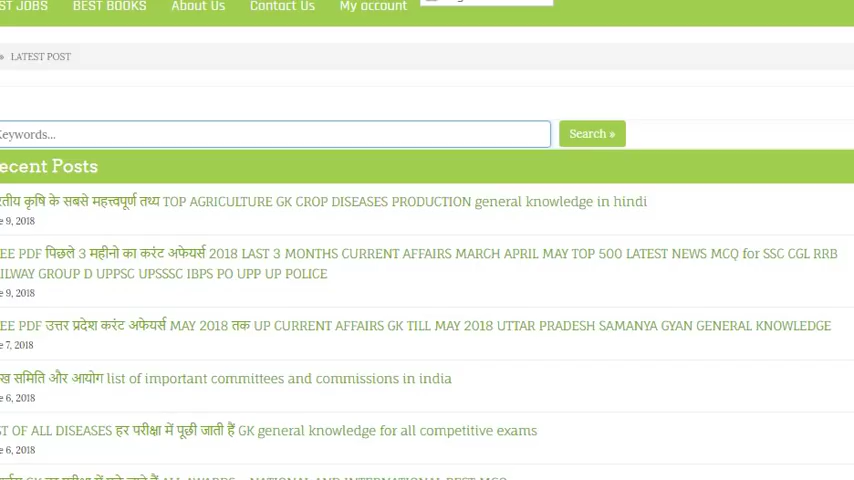 ST JOBS BEST BOOKS About Us Contact Us My account
» LATEST POST
Keywords...
Search »
ecent Posts
रतीय कृषि के सबसे महत्त्वपूर्ण तथ्य TOP AGRICULTURE GK CROP DISEASES PRODUCTION general knowledge in hindi
e 9, 2018
EE PDF पिछले 3 महीनो का करंट अफेयर्स 2018 LAST 3 MONTHS CURRENT AFFAIRS MARCH APRIL MAY TOP 500 LATEST NEWS MCQ for SSC CGL RRB
ILWAY GROUP D UPPSC UPSSSC IBPS PO UPP UP POLICE
e 9, 2018
EE PDF उत्तर प्रदेश करंट अफेयर्स MAY 2018 तक UP CURRENT AFFAIRS GK TILL MAY 2018 UTTAR PRADESH SAMANYA GYAN GENERAL KNOWLEDGE
e 7, 2018
ख समिति और आयोग list of important committees and commissions in india
e 6, 2018
ST OF ALL DISEASES हर परीक्षा में पूछी जाती हैं GK general knowledge for all competitive exams
e 6, 2018